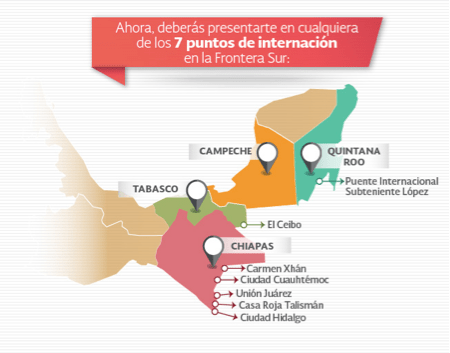 Ahora, deberás presentarte en cualquiera
de los 7 puntos de internación
en la Frontera Sur:
CAMPECHE
QUINTANA
ROO
TABASCO
Puente Internacional
Subteniente López
El Ceibo
CHIAPAS
Carmen Xhán
Ciudad Cuauhtémoc
Unión Juárez
Casa Roja Talismán
Ciudad Hidalgo